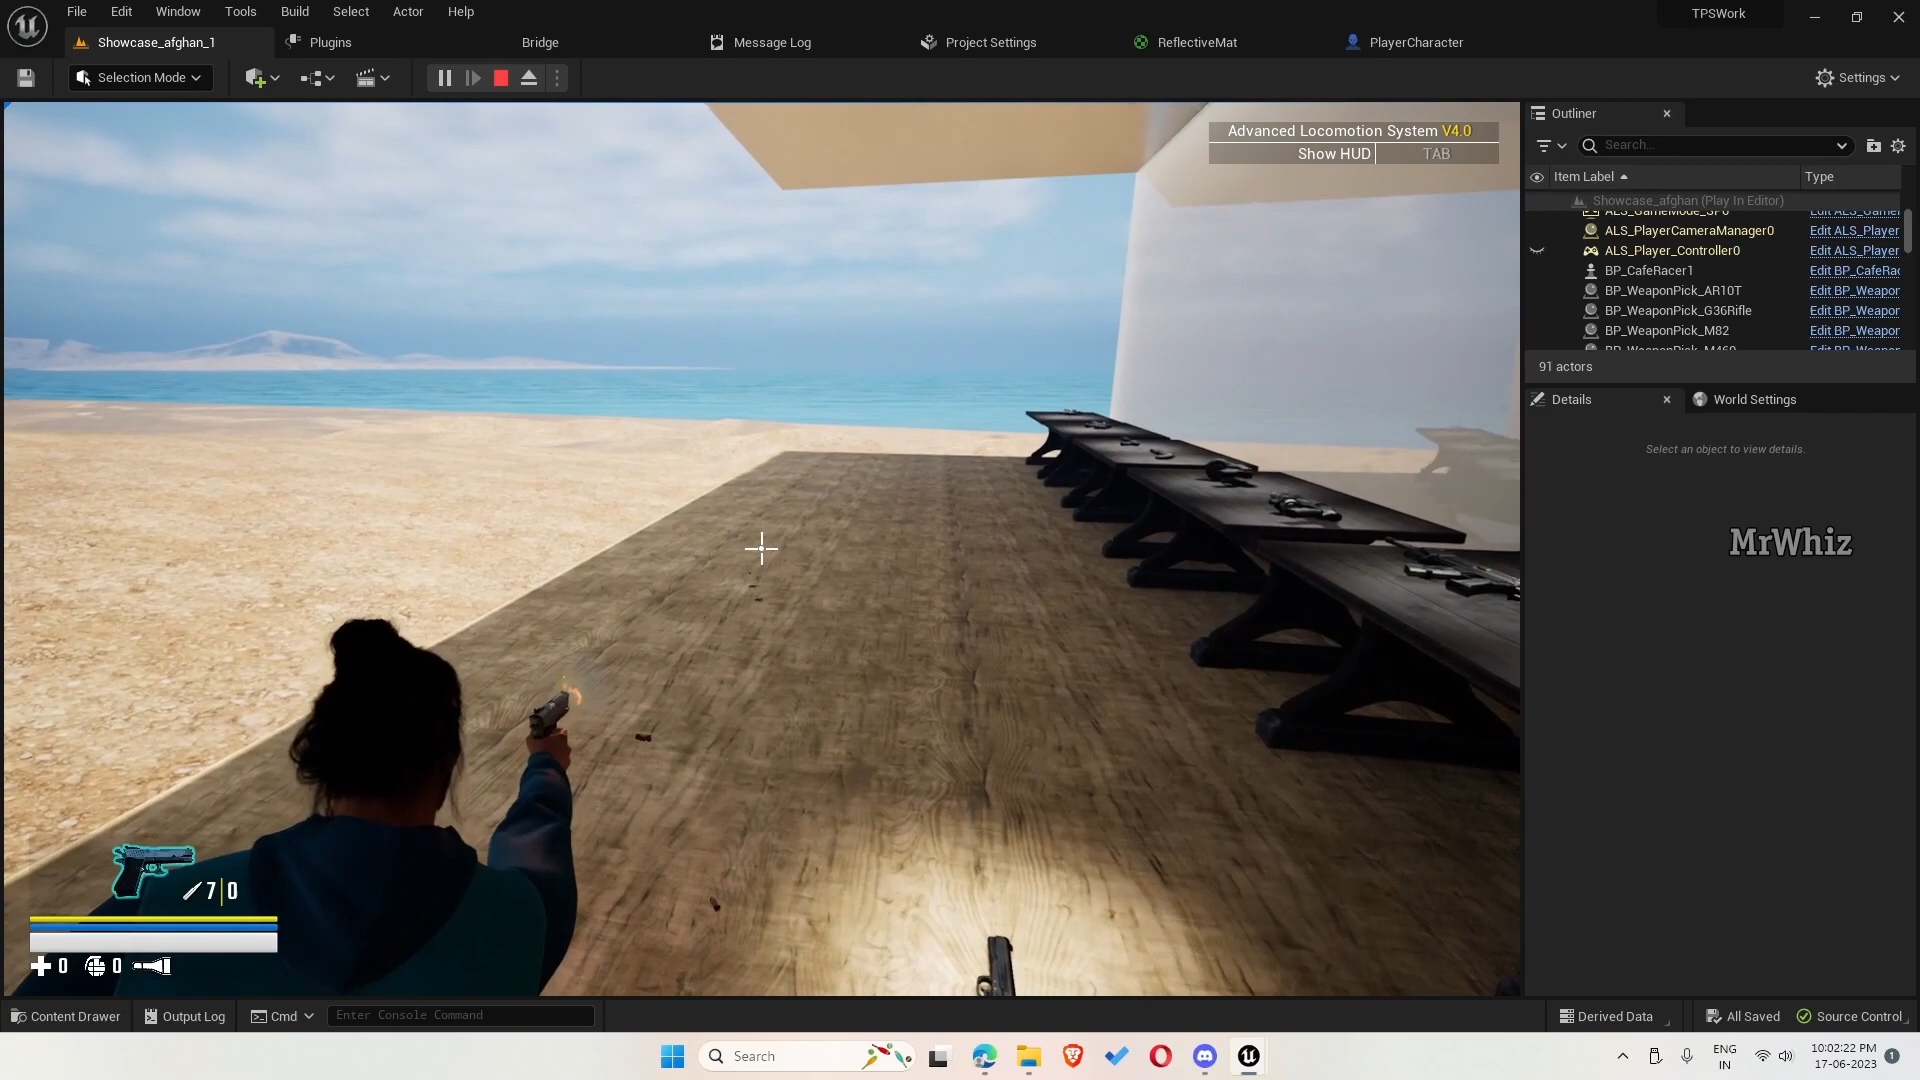 File Edit Window Tools Build Select Actor Help
TPSWork
Showcase_afghan_1
Plugins
Bridge
Message Log
Project Settings
ReflectiveMat
PlayerCharacter
Selection Mode
Settings
Advanced Locomotion System V4.0
Show HUD TAB
Outliner
Search...
Item Label Type
Showcase_afghan (Play In Editor)
ALS_PlayerCameraManager0 Edit ALS_Player
ALS_Player_Controller0 Edit ALS_Player
BP_CafeRacer1 Edit BP_CafeRac
BP_WeaponPick_AR10T Edit BP_Weapon
BP_WeaponPick_G36Rifle Edit BP_Weapon
BP_WeaponPick_M82 Edit BP_Weapon
91 actors
Details
World Settings
Select an object to view details.
MrWhiz
7|0
0 0
Content Drawer
Output Log
Cmd
Enter Console Command
Derived Data
All Saved
Source Control
Search
ENG
IN
10:02:22 PM
17-06-2023
1